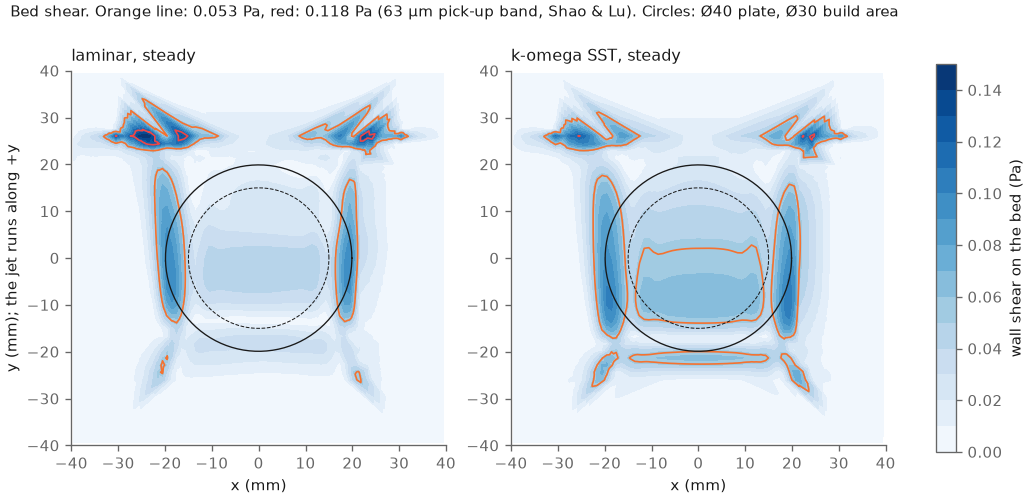 Bed shear. Orange line: 0.053 Pa, red: 0.118 Pa (63 µm pick-up band, Shao & Lu). Circles: Ø40 plate, Ø30 build area
laminar, steady
k-omega SST, steady
40
30
20
10
0
−10
−20
−30
−40
y (mm); the jet runs along +y
−40 −30 −20 −10 0 10 20 30 40
x (mm)
40
30
20
10
0
−10
−20
−30
−40
−40 −30 −20 −10 0 10 20 30 40
x (mm)
0.14
0.12
0.10
0.08
0.06
0.04
0.02
0.00
wall shear on the bed (Pa)